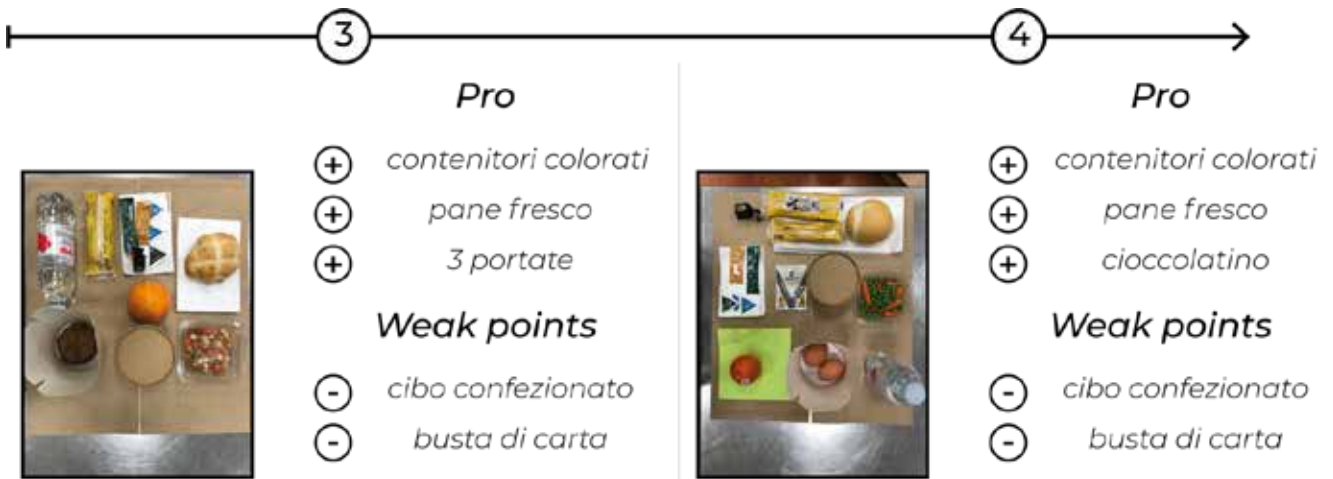 3
Pro
+ contenitori colorati
+ pane fresco
+ 3 portate
Weak points
- cibo confezionato
- busta di carta
4
Pro
+ contenitori colorati
+ pane fresco
+ cioccolatino
Weak points
- cibo confezionato
- busta di carta